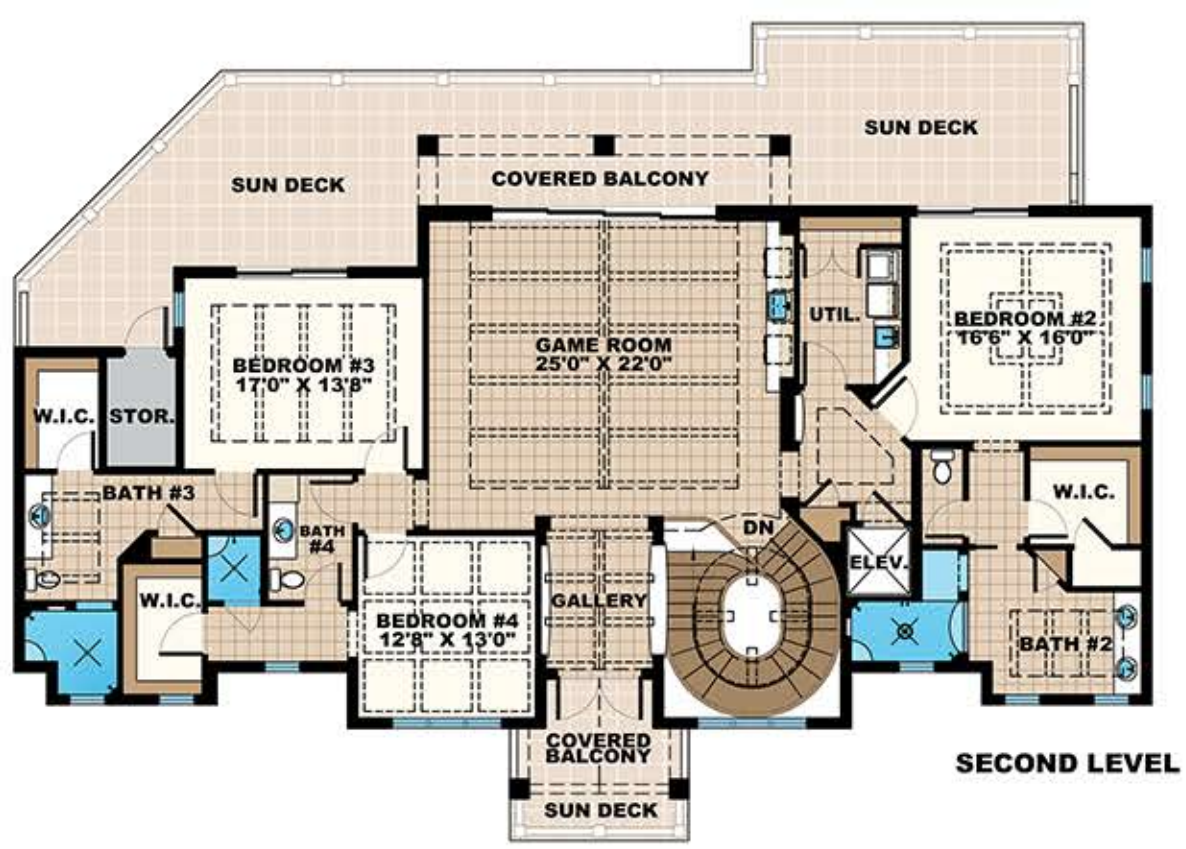 SUN DECK
SUN DECK
COVERED BALCONY
UTIL.
BEDROOM #2
16'6" X 16'0"
GAME ROOM
25'0" X 22'0"
BEDROOM #3
17'0" X 13'8"
W.I.C.
STOR.
BATH #3
W.I.C.
BATH
#4
DN
ELEV.
W.I.C.
GALLERY
BEDROOM #4
12'8" X 13'0"
BATH #2
COVERED
BALCONY
SUN DECK
SECOND LEVEL